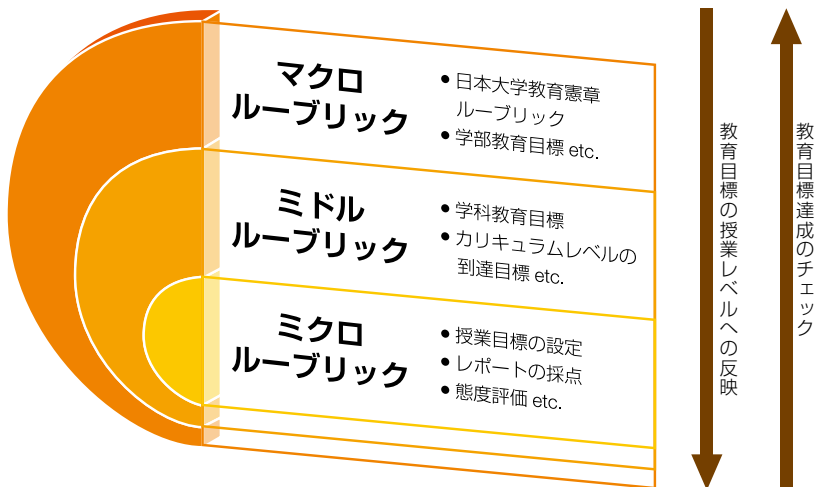 マクロ
ルーブリック
● 日本大学教育憲章
ルーブリック
● 学部教育目標 etc.
ミドル
ルーブリック
● 学科教育目標
● カリキュラムレベルの
到達目標 etc.
ミクロ
ルーブリック
● 授業目標の設定
● レポートの採点
● 態度評価 etc.
教育目標の授業レベルへの反映
教育目標達成のチェック